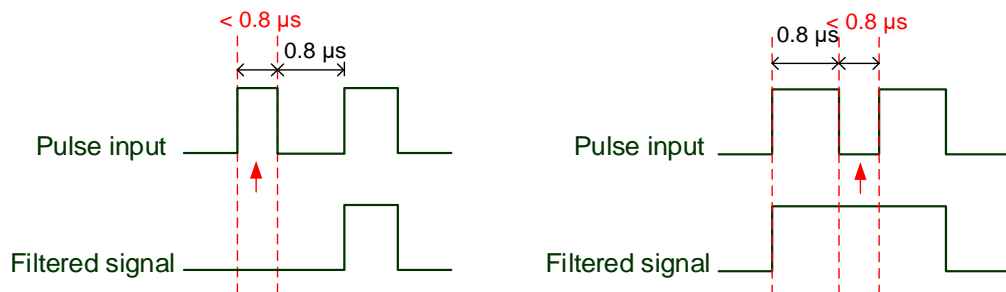 < 0.8 µs
0.8 µs
Pulse input
Filtered signal
< 0.8 µs
0.8 µs
Pulse input
Filtered signal